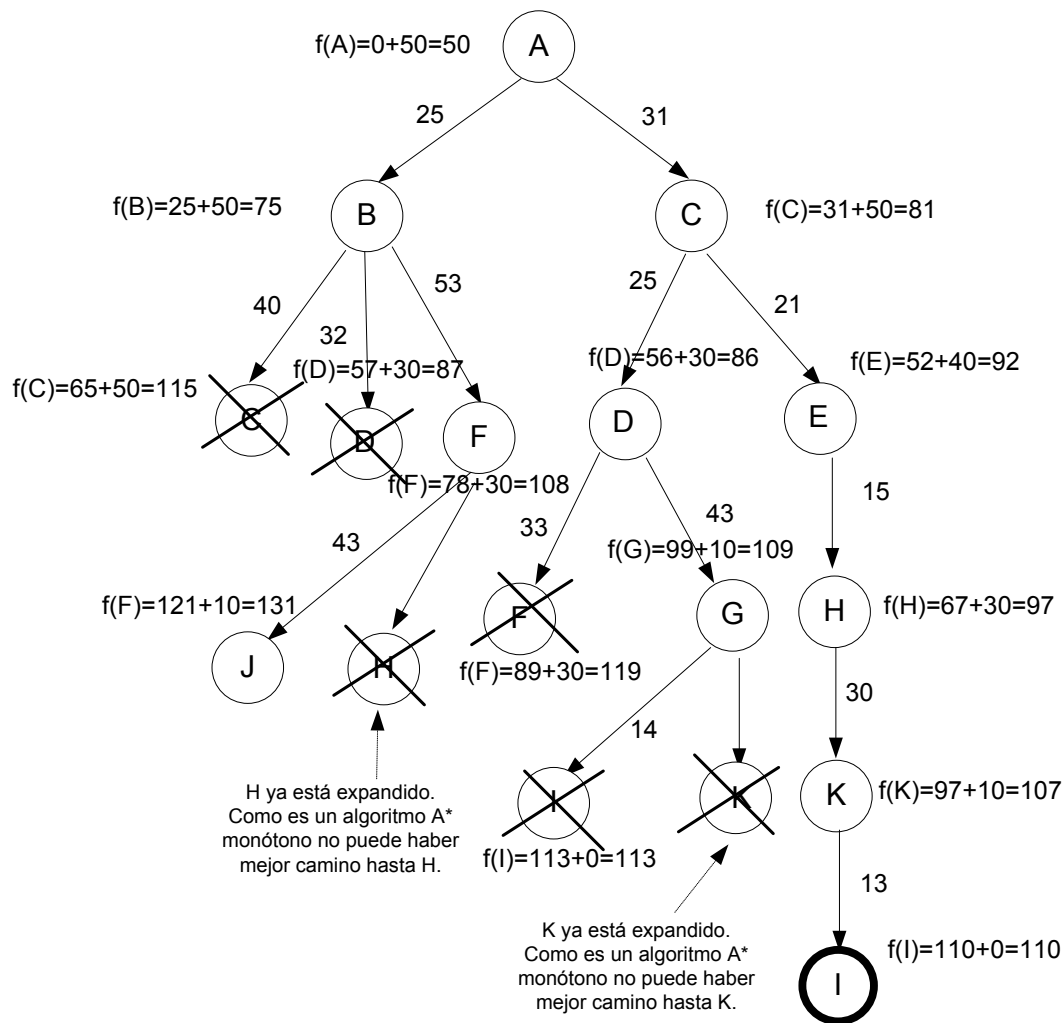 A
f(A)=0+50=50
25
31
f(B)=25+50=75
B
C
f(C)=31+50=81
40
32
53
25
21
f(C)=65+50=115
C
f(D)=57+30=87
D
F
f(F)=78+30=108
f(D)=56+30=86
D
f(E)=52+40=92
E
43
33
43
15
f(F)=121+10=131
J
H
F
f(F)=89+30=119
f(G)=99+10=109
G
H
f(H)=67+30=97
14
30
H ya está expandido.
Como es un algoritmo A*
monótono no puede haber
mejor camino hasta H.
I
f(I)=113+0=113
K
K
f(K)=97+10=107
13
K ya está expandido.
Como es un algoritmo A*
monótono no puede haber
mejor camino hasta K.
f(I)=110+0=110
I